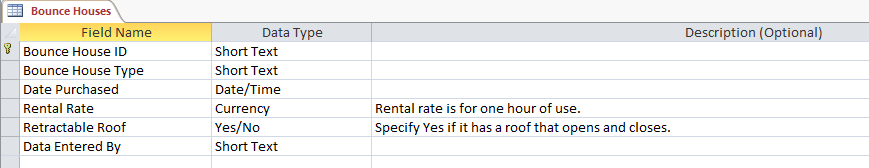 Bounce Houses
Field Name Data Type Description (Optional)
Bounce House ID Short Text
Bounce House Type Short Text
Date Purchased Date/Time
Rental Rate Currency Rental rate is for one hour of use.
Retractable Roof Yes/No Specify Yes if it has a roof that opens and closes.
Data Entered By Short Text